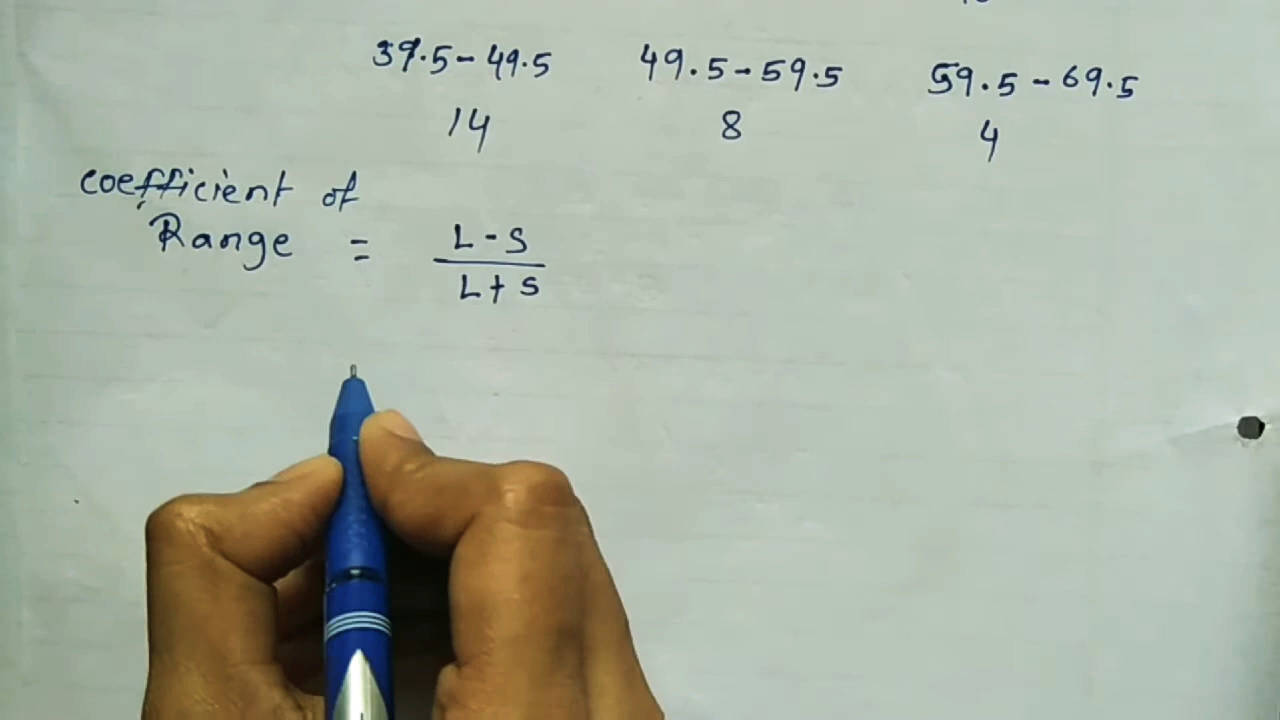 39.5 - 49.5 49.5 - 59.5 59.5 - 69.5
14 8 4
coefficient of
Range = L - S
L + S